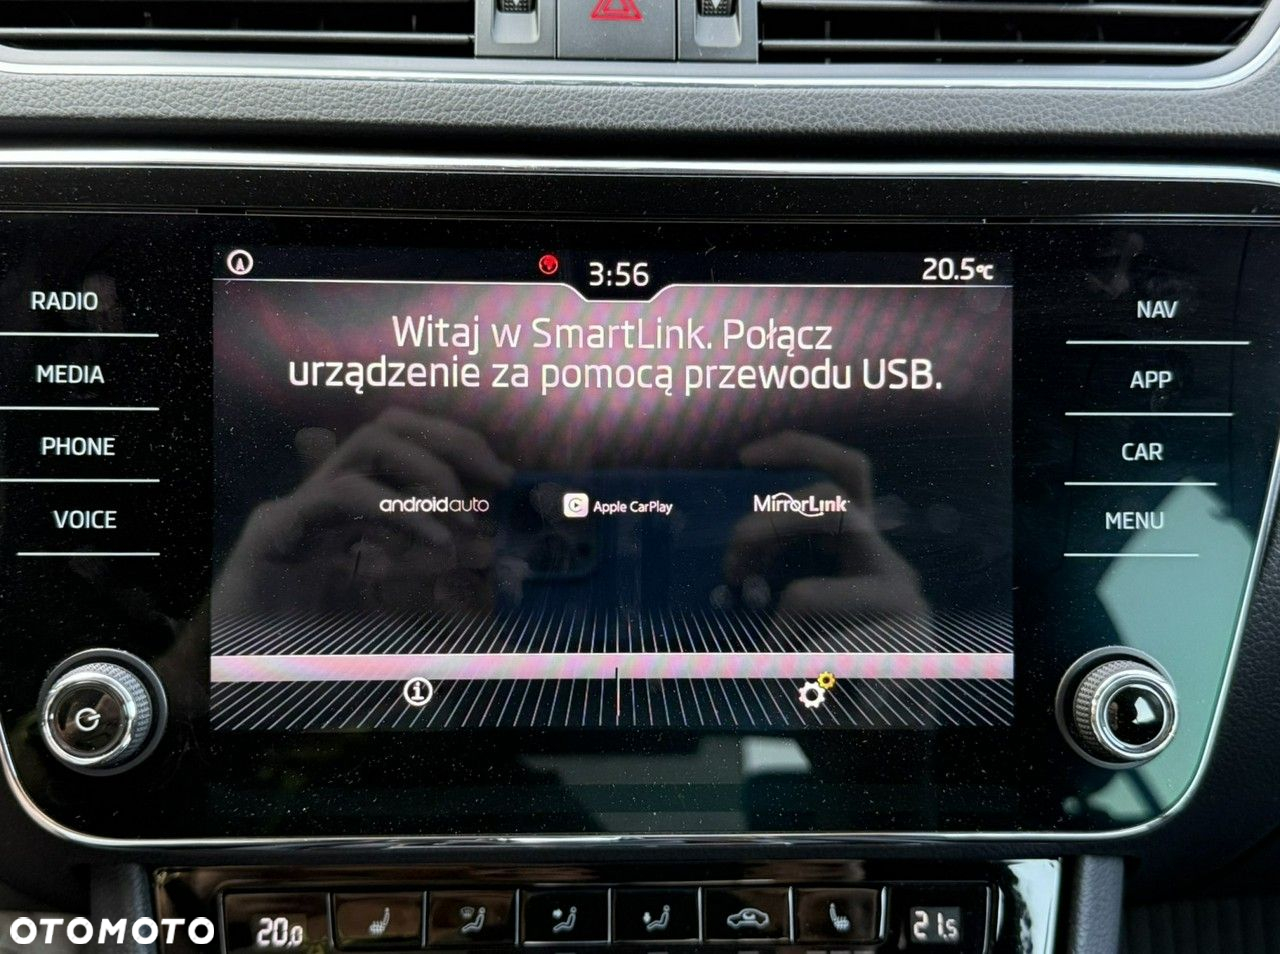 3:56
20.5°C
RADIO
MEDIA
PHONE
VOICE
Witaj w SmartLink. Połącz
urządzenie za pomocą przewodu USB.
androidauto
Apple CarPlay
MirrorLink
NAV
APP
CAR
MENU
20.0
21.5
OTOMOTO